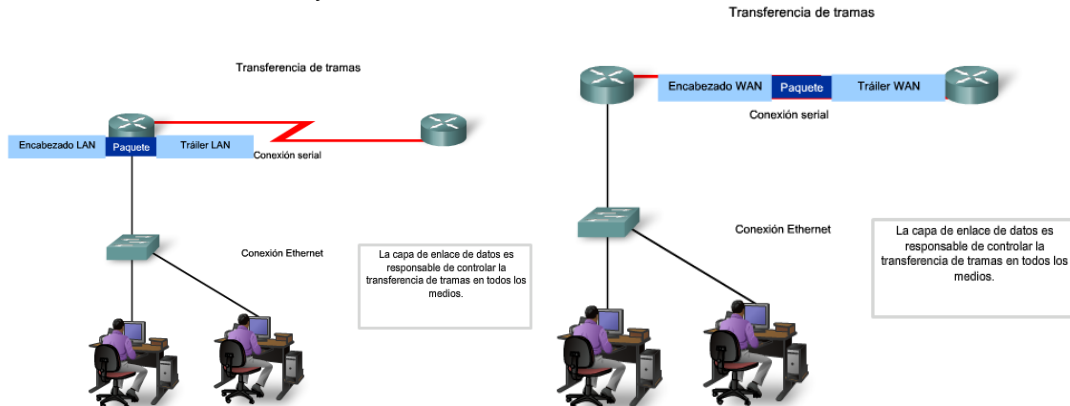 Transferencia de tramas
Encabezado LAN
Paquete
Tráiler LAN
Conexión serial
Conexión Ethernet
La capa de enlace de datos es
responsable de controlar la
transferencia de tramas en todos los
medios.
Transferencia de tramas
Encabezado WAN
Paquete
Tráiler WAN
Conexión serial
Conexión Ethernet
La capa de enlace de datos es
responsable de controlar la
transferencia de tramas en todos los
medios.